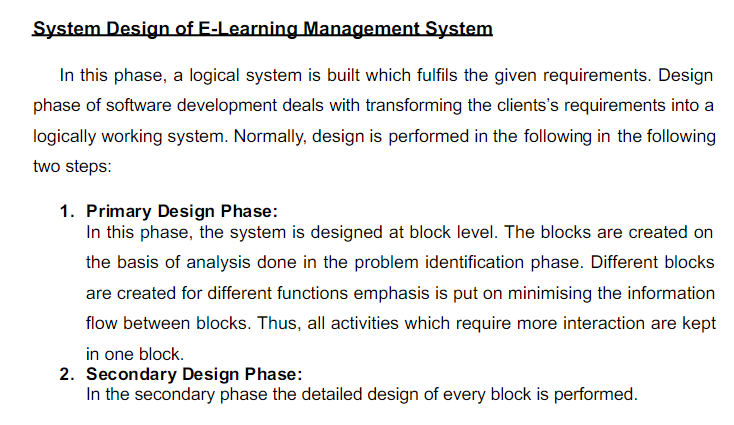 System Design of E-Learning Management System
In this phase, a logical system is built which fulfils the given requirements. Design
phase of software development deals with transforming the clients's requirements into a
logically working system. Normally, design is performed in the following in the following
two steps:
1. Primary Design Phase:
In this phase, the system is designed at block level. The blocks are created on
the basis of analysis done in the problem identification phase. Different blocks
are created for different functions emphasis is put on minimising the information
flow between blocks. Thus, all activities which require more interaction are kept
in one block.
2. Secondary Design Phase:
In the secondary phase the detailed design of every block is performed.